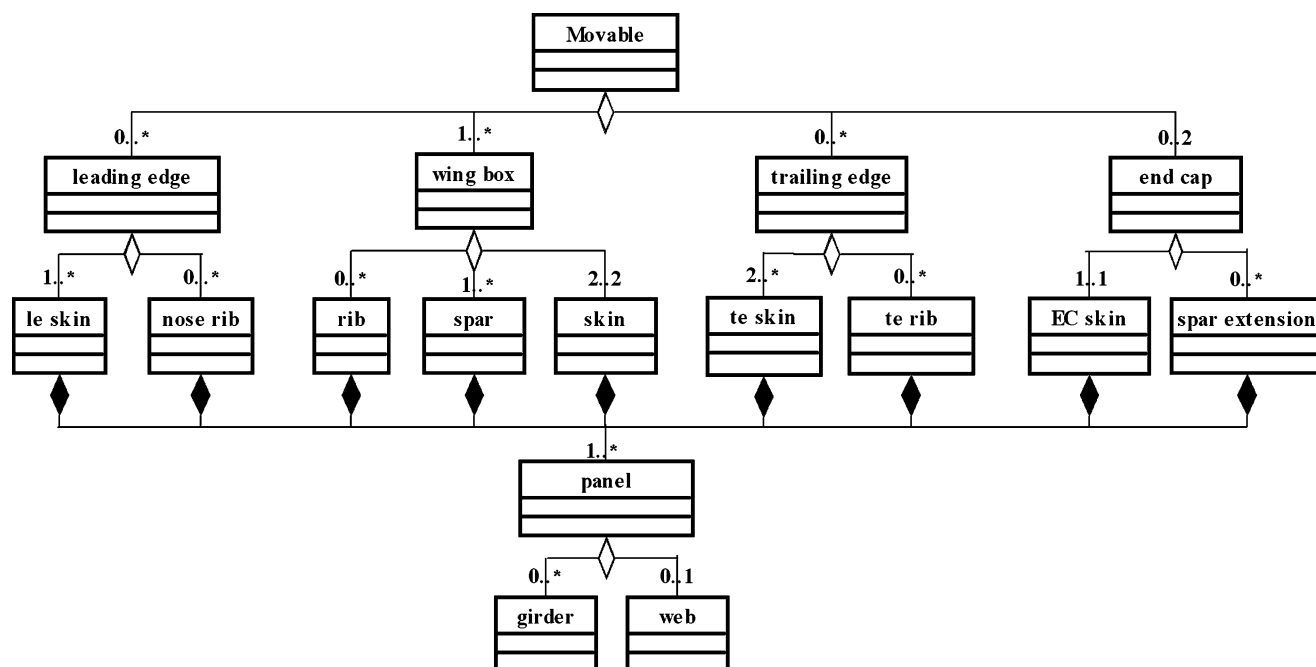 Movable
0..* 1..* 0..* 0..2
leading edge wing box trailing edge end cap
1..* 0..* 0..* 1..* 2..2 2..* 0..* 1..1 0..*
le skin nose rib rib spar skin te skin te rib EC skin spar extension
1..*
panel
0..* 0..1
girder web